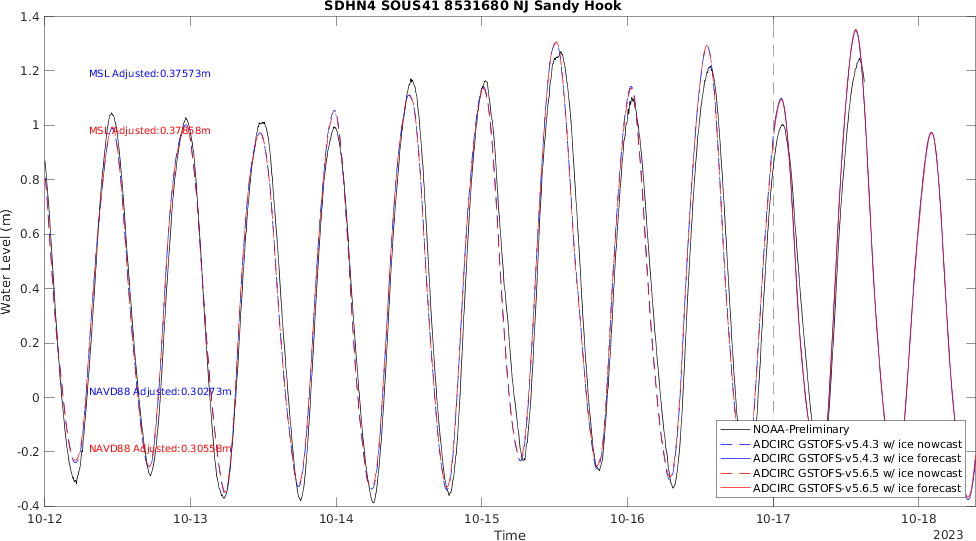 SDHN4 SOUS41 8531680 NJ Sandy Hook
1.4
1.2
1
0.8
0.6
0.4
0.2
0
-0.2
-0.4
Water Level (m)
MSL Adjusted:0.37573m
MSL Adjusted:0.37858m
NAVD88 Adjusted:0.30273m
NAVD88 Adjusted:0.30558m
NOAA-Preliminary
ADCIRC GSTOFS-v5.4.3 w/ ice nowcast
ADCIRC GSTOFS-v5.4.3 w/ ice forecast
ADCIRC GSTOFS-v5.6.5 w/ ice nowcast
ADCIRC GSTOFS-v5.6.5 w/ ice forecast
10-12 10-13 10-14 10-15 10-16 10-17 10-18
Time
2023